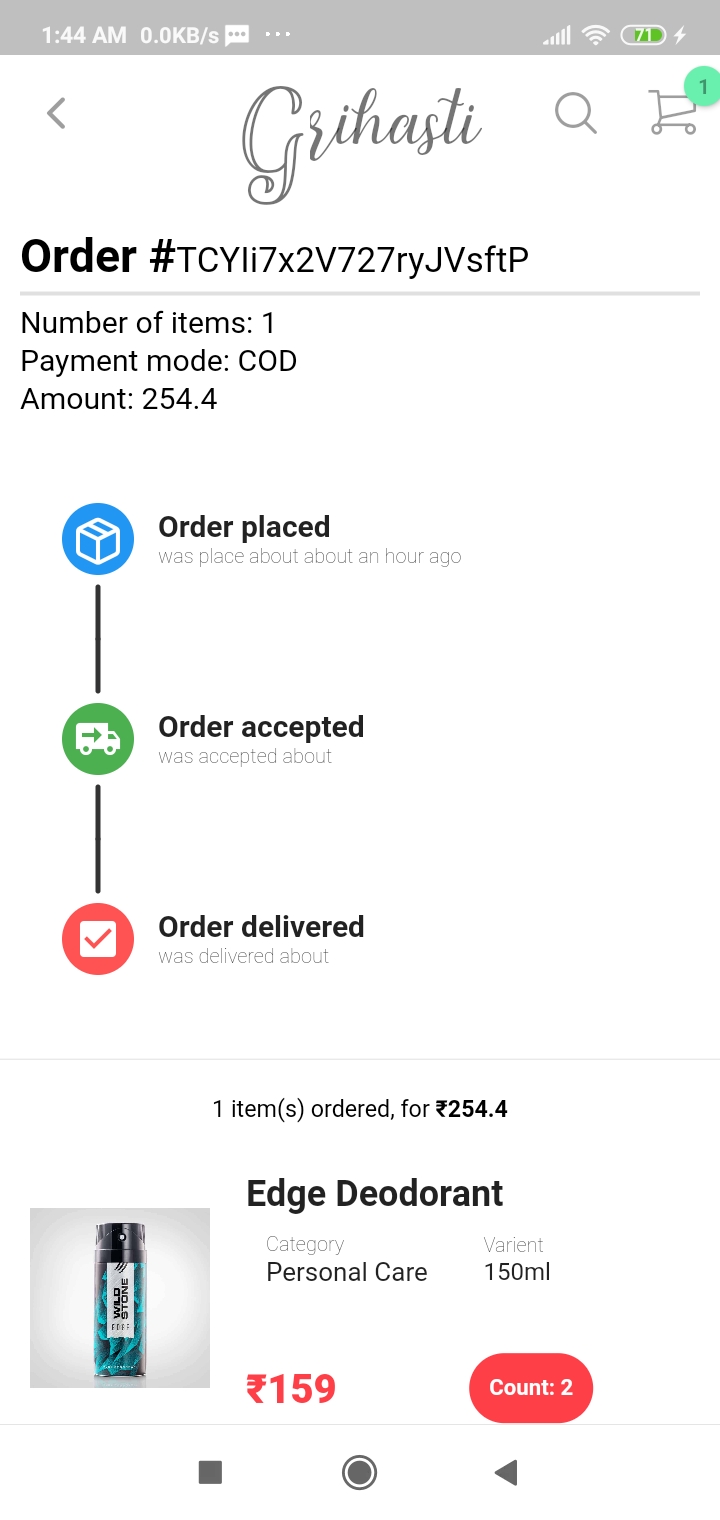 1:44 AM 0.0KB/s
71
1
Grihasti
Order #TCYIi7x2V727ryJVsftP
Number of items: 1
Payment mode: COD
Amount: 254.4
Order placed
was place about about an hour ago
Order accepted
was accepted about
Order delivered
was delivered about
1 item(s) ordered, for ₹254.4
Edge Deodorant
Category
Varient
Personal Care
150ml
WILD
STONE
EDGE
₹159
Count: 2